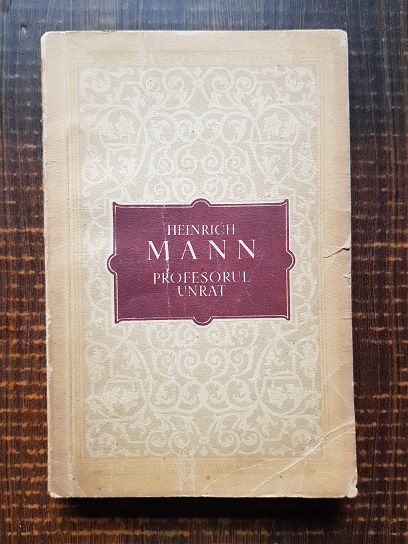 HEINRICH
MANN
PROFESORUL
UNRAT